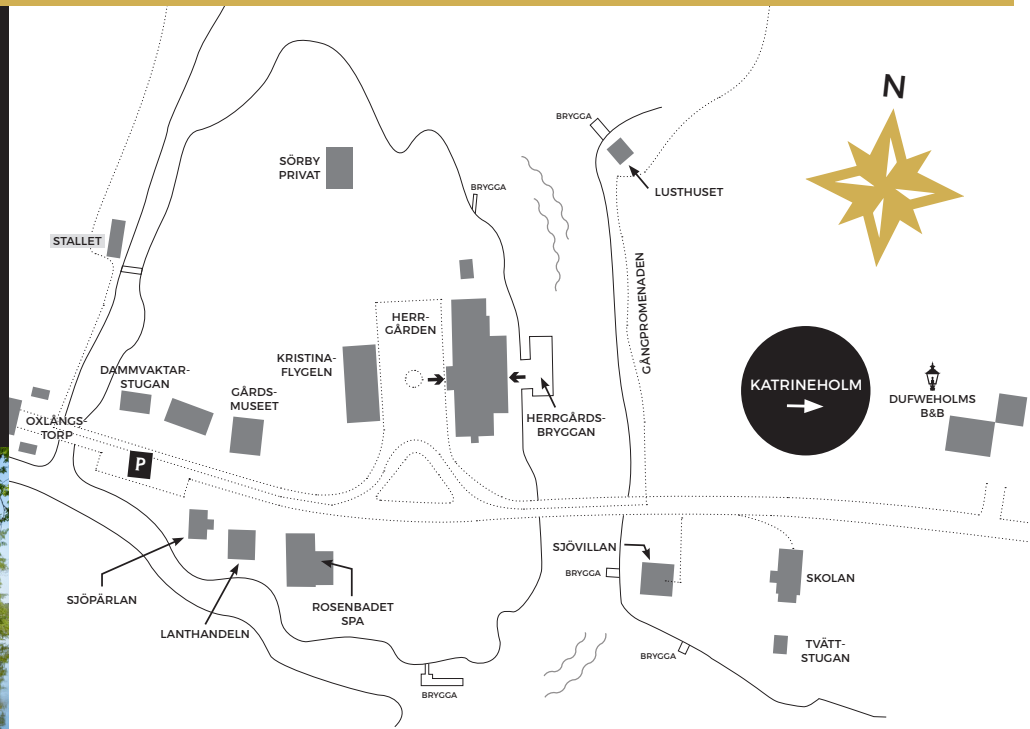 N
BRYGGA
SÖRBY
PRIVAT
BRYGGA
LUSTHUSET
STALLET
GÅNGPROMENADEN
HERR-
GÅRDEN
KRISTINA-
FLYGELN
DAMMVAKTAR-
STUGAN
GÅRDS-
MUSEET
KATRINEHOLM
DUFWEHOLMS
B&B
OXLÅNGS-
TORP
HERRGÅRDS-
BRYGGAN
P
SJÖVILLAN
BRYGGA
SKOLAN
SJÖPÄRLAN
ROSENBADET
SPA
LANTHANDELN
BRYGGA
TVÄTT-
STUGAN
BRYGGA